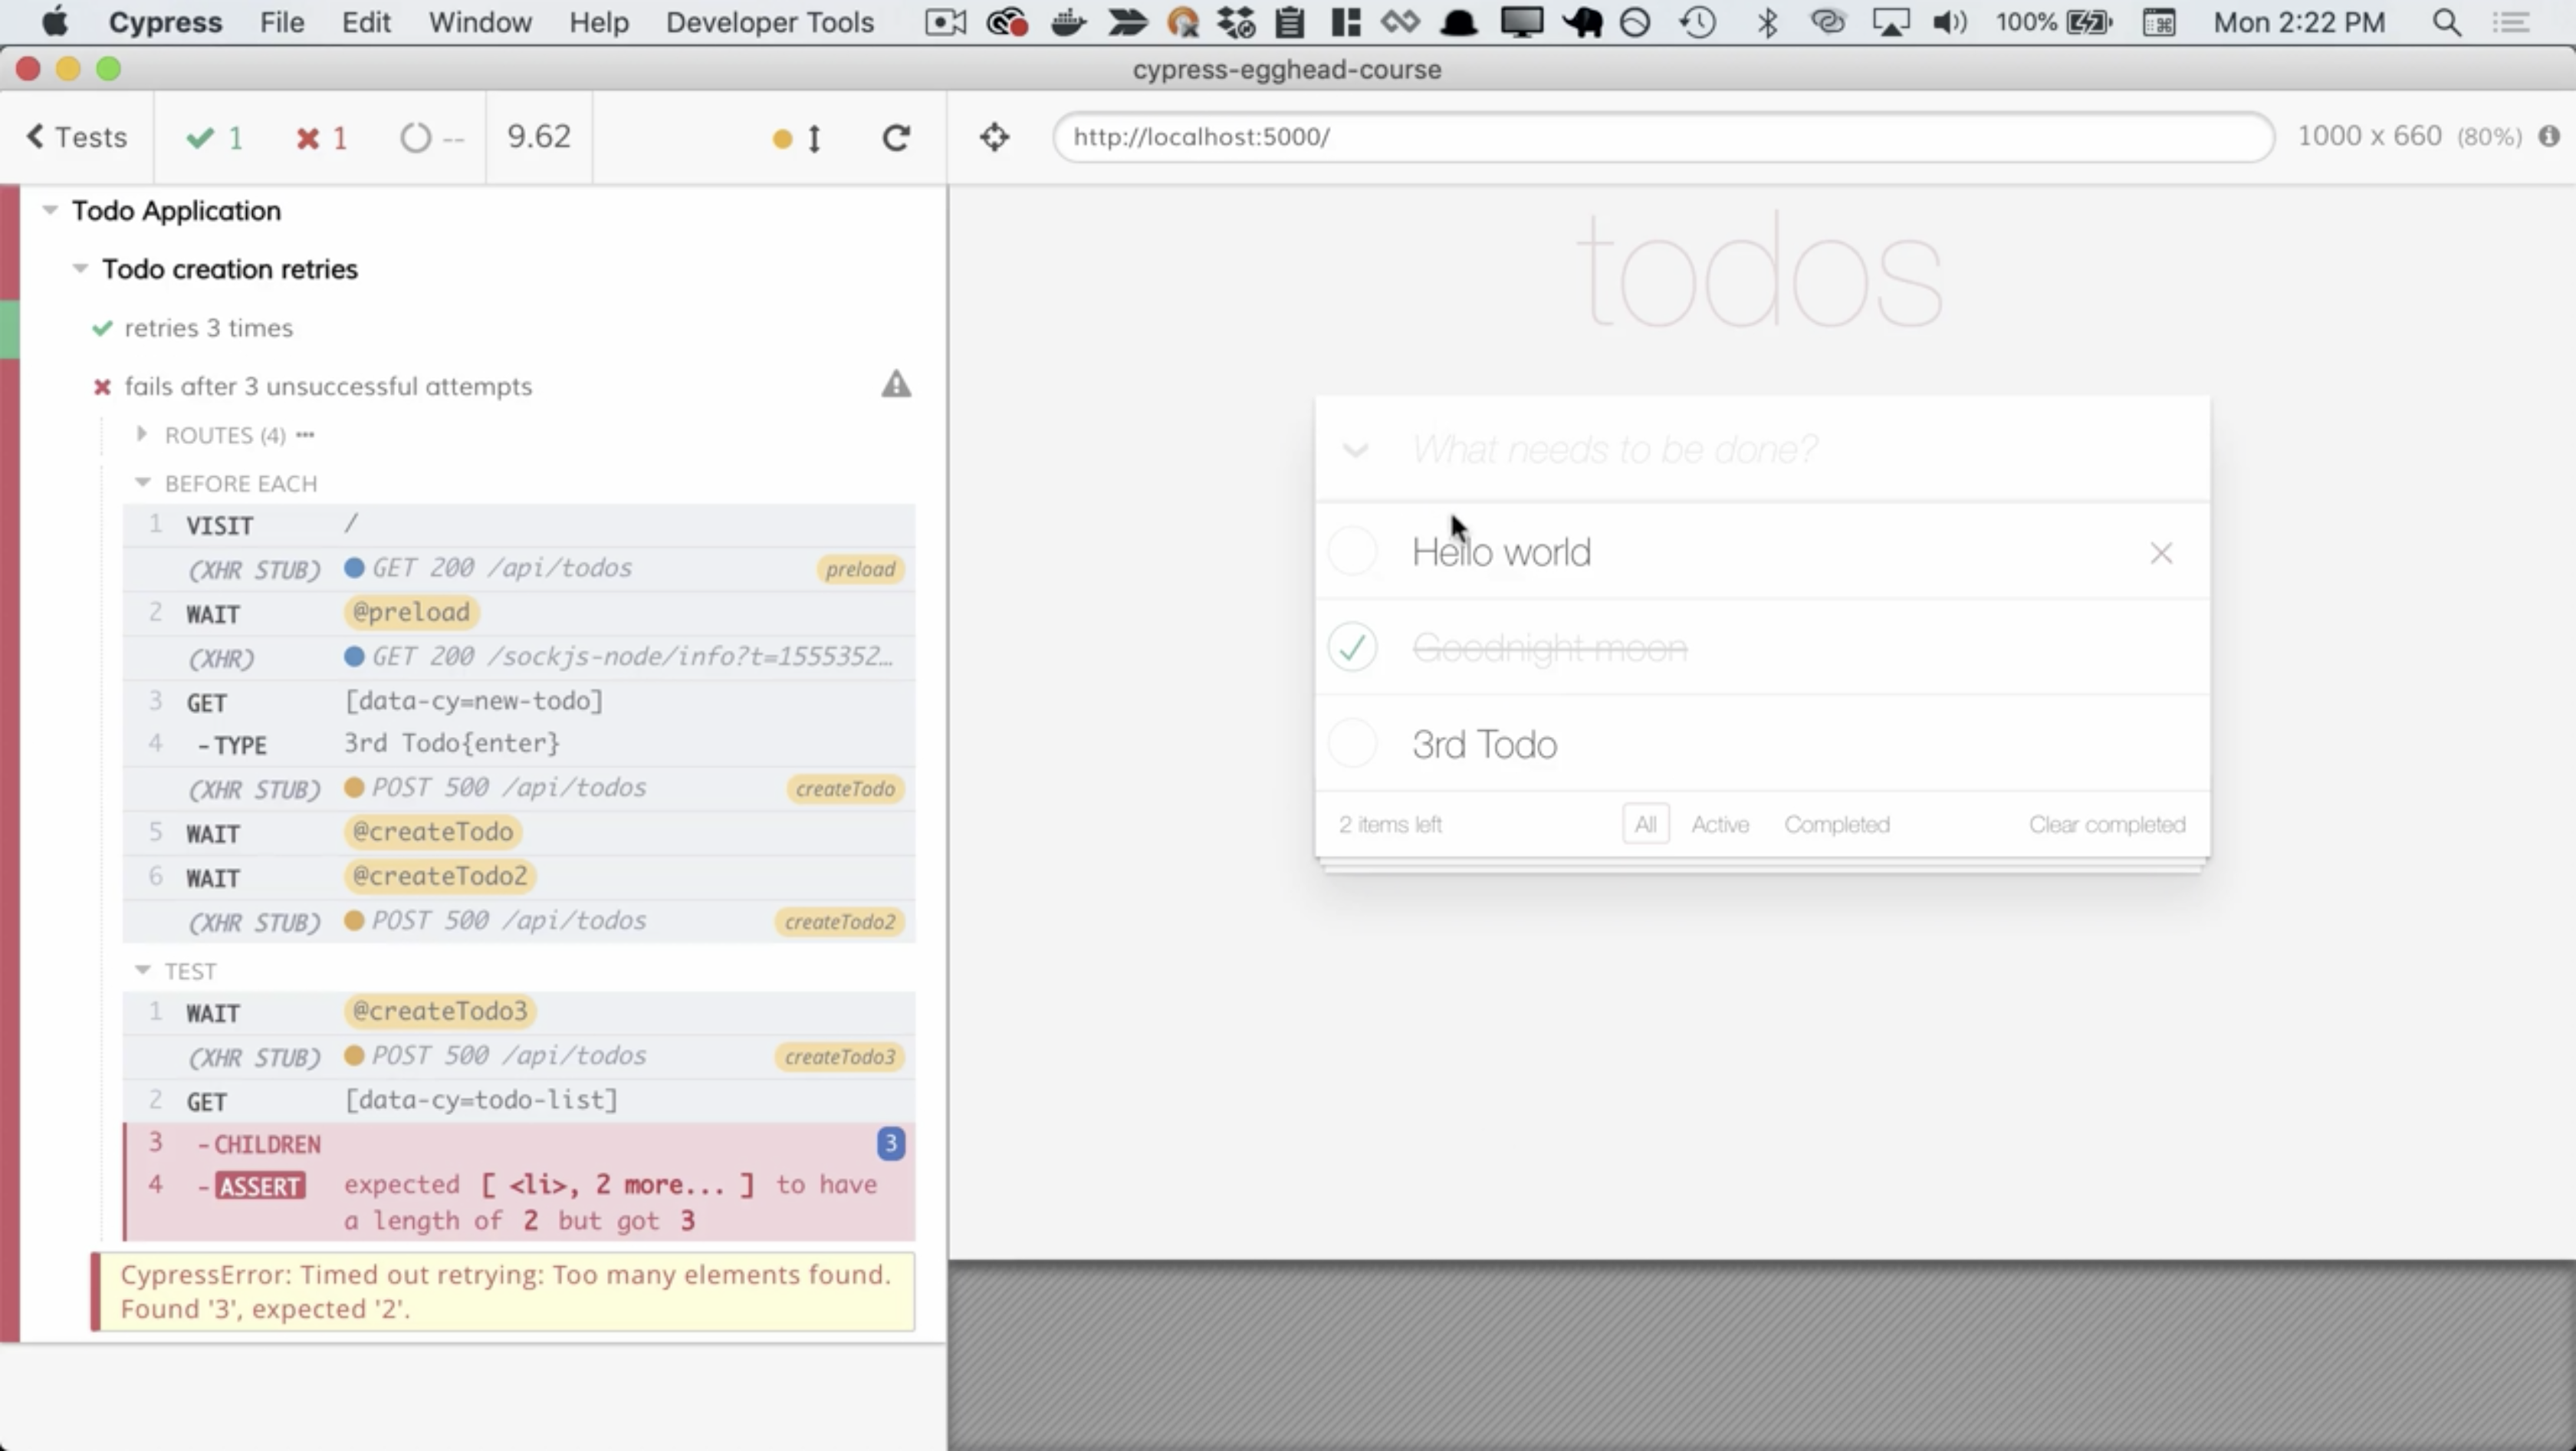 Cypress File Edit Window Help Developer Tools 100% Mon 2:22 PM
cypress-egghead-course
Tests 1 1 -- 9.62 http://localhost:5000/ 1000 x 660 (80%)
Todo Application
Todo creation retries
retries 3 times
fails after 3 unsuccessful attempts
ROUTES (4)
BEFORE EACH
1 VISIT /
(XHR STUB) GET 200 /api/todos preload
2 WAIT @preload
(XHR) GET 200 /sockjs-node/info?t=1555352…
3 GET [data-cy=new-todo]
4 -TYPE 3rd Todo{enter}
(XHR STUB) POST 500 /api/todos createTodo
5 WAIT @createTodo
6 WAIT @createTodo2
(XHR STUB) POST 500 /api/todos createTodo2
TEST
1 WAIT @createTodo3
(XHR STUB) POST 500 /api/todos createTodo3
2 GET [data-cy=todo-list]
3 -CHILDREN 3
4 -ASSERT expected [ <li>, 2 more... ] to have
a length of 2 but got 3
CypressError: Timed out retrying: Too many elements found.
Found '3', expected '2'.
todos
What needs to be done?
Hello world
Goodnight moon
3rd Todo
2 items left All Active Completed Clear completed